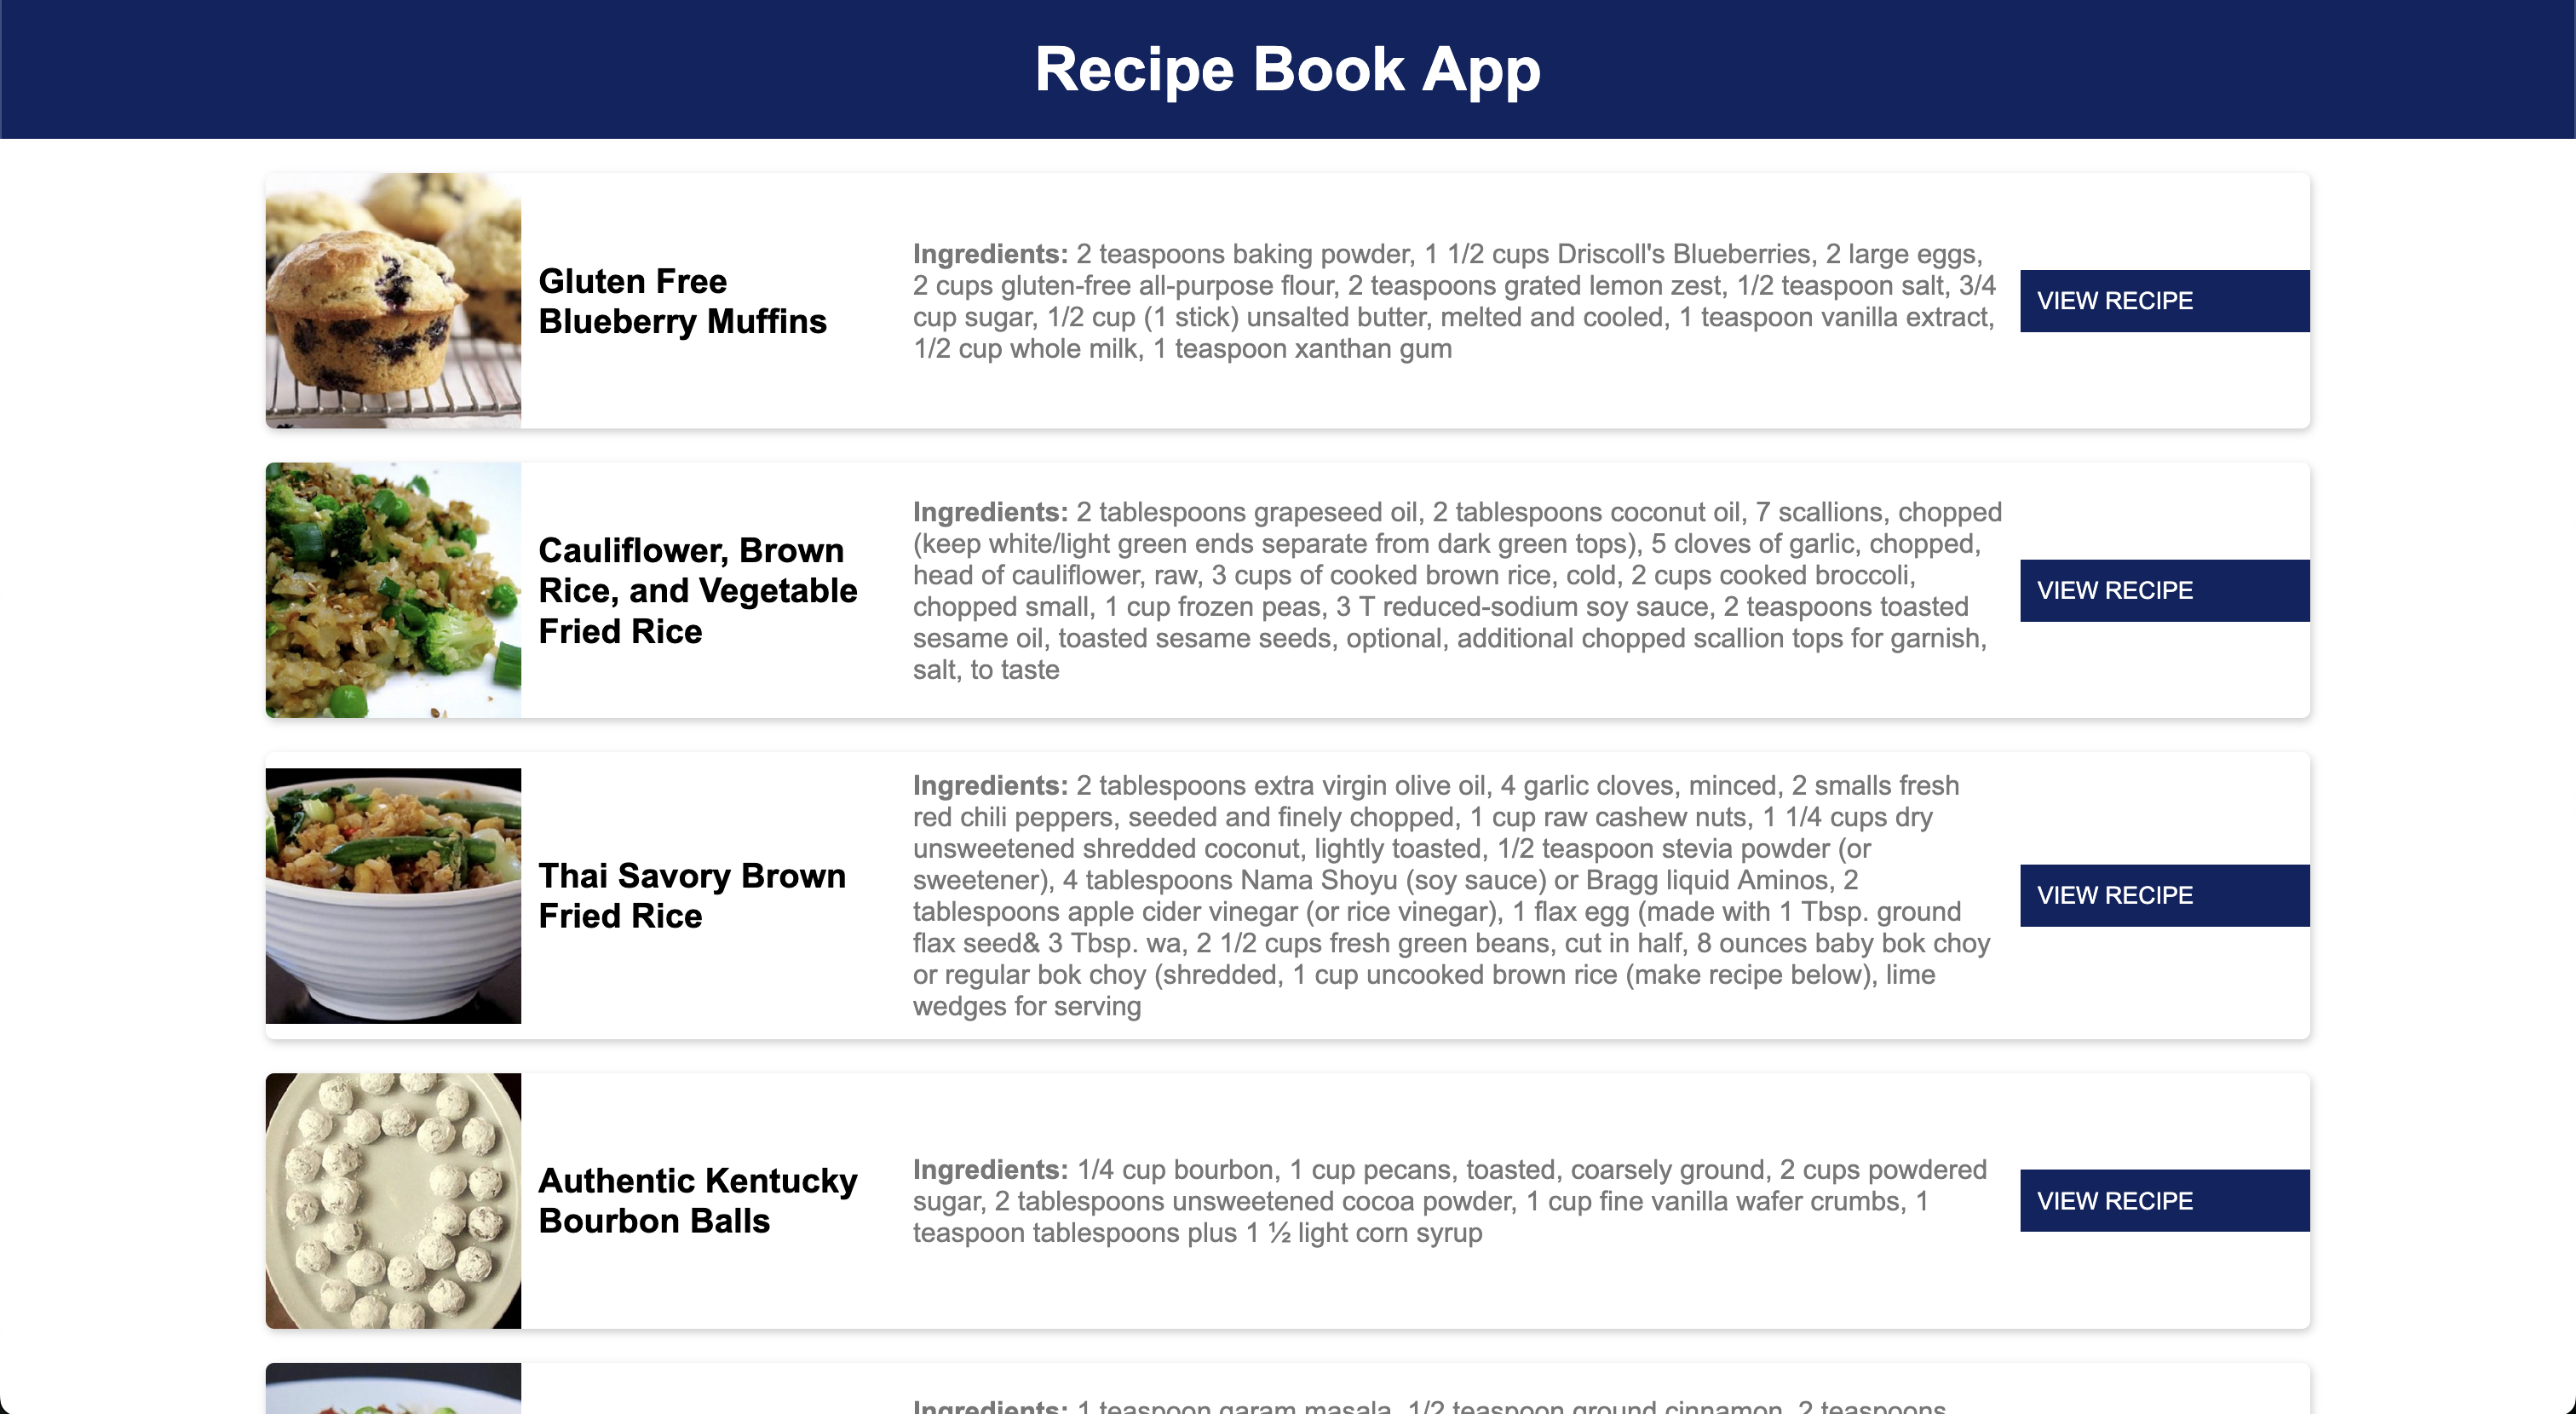 Recipe Book App
Gluten Free
Blueberry Muffins
Ingredients: 2 teaspoons baking powder, 1 1/2 cups Driscoll's Blueberries, 2 large eggs,
2 cups gluten-free all-purpose flour, 2 teaspoons grated lemon zest, 1/2 teaspoon salt, 3/4
cup sugar, 1/2 cup (1 stick) unsalted butter, melted and cooled, 1 teaspoon vanilla extract,
1/2 cup whole milk, 1 teaspoon xanthan gum
VIEW RECIPE
Cauliflower, Brown
Rice, and Vegetable
Fried Rice
Ingredients: 2 tablespoons grapeseed oil, 2 tablespoons coconut oil, 7 scallions, chopped
(keep white/light green ends separate from dark green tops), 5 cloves of garlic, chopped,
head of cauliflower, raw, 3 cups of cooked brown rice, cold, 2 cups cooked broccoli,
chopped small, 1 cup frozen peas, 3 T reduced-sodium soy sauce, 2 teaspoons toasted
sesame oil, toasted sesame seeds, optional, additional chopped scallion tops for garnish,
salt, to taste
VIEW RECIPE
Thai Savory Brown
Fried Rice
Ingredients: 2 tablespoons extra virgin olive oil, 4 garlic cloves, minced, 2 smalls fresh
red chili peppers, seeded and finely chopped, 1 cup raw cashew nuts, 1 1/4 cups dry
unsweetened shredded coconut, lightly toasted, 1/2 teaspoon stevia powder (or
sweetener), 4 tablespoons Nama Shoyu (soy sauce) or Bragg liquid Aminos, 2
tablespoons apple cider vinegar (or rice vinegar), 1 flax egg (made with 1 Tbsp. ground
flax seed& 3 Tbsp. wa, 2 1/2 cups fresh green beans, cut in half, 8 ounces baby bok choy
or regular bok choy (shredded, 1 cup uncooked brown rice (make recipe below), lime
wedges for serving
VIEW RECIPE
Authentic Kentucky
Bourbon Balls
Ingredients: 1/4 cup bourbon, 1 cup pecans, toasted, coarsely ground, 2 cups powdered
sugar, 2 tablespoons unsweetened cocoa powder, 1 cup fine vanilla wafer crumbs, 1
teaspoon tablespoons plus 1 ½ light corn syrup
VIEW RECIPE
Ingredients: 1 teaspoon garam masala, 1/2 teaspoon ground cinnamon, 2 teaspoons